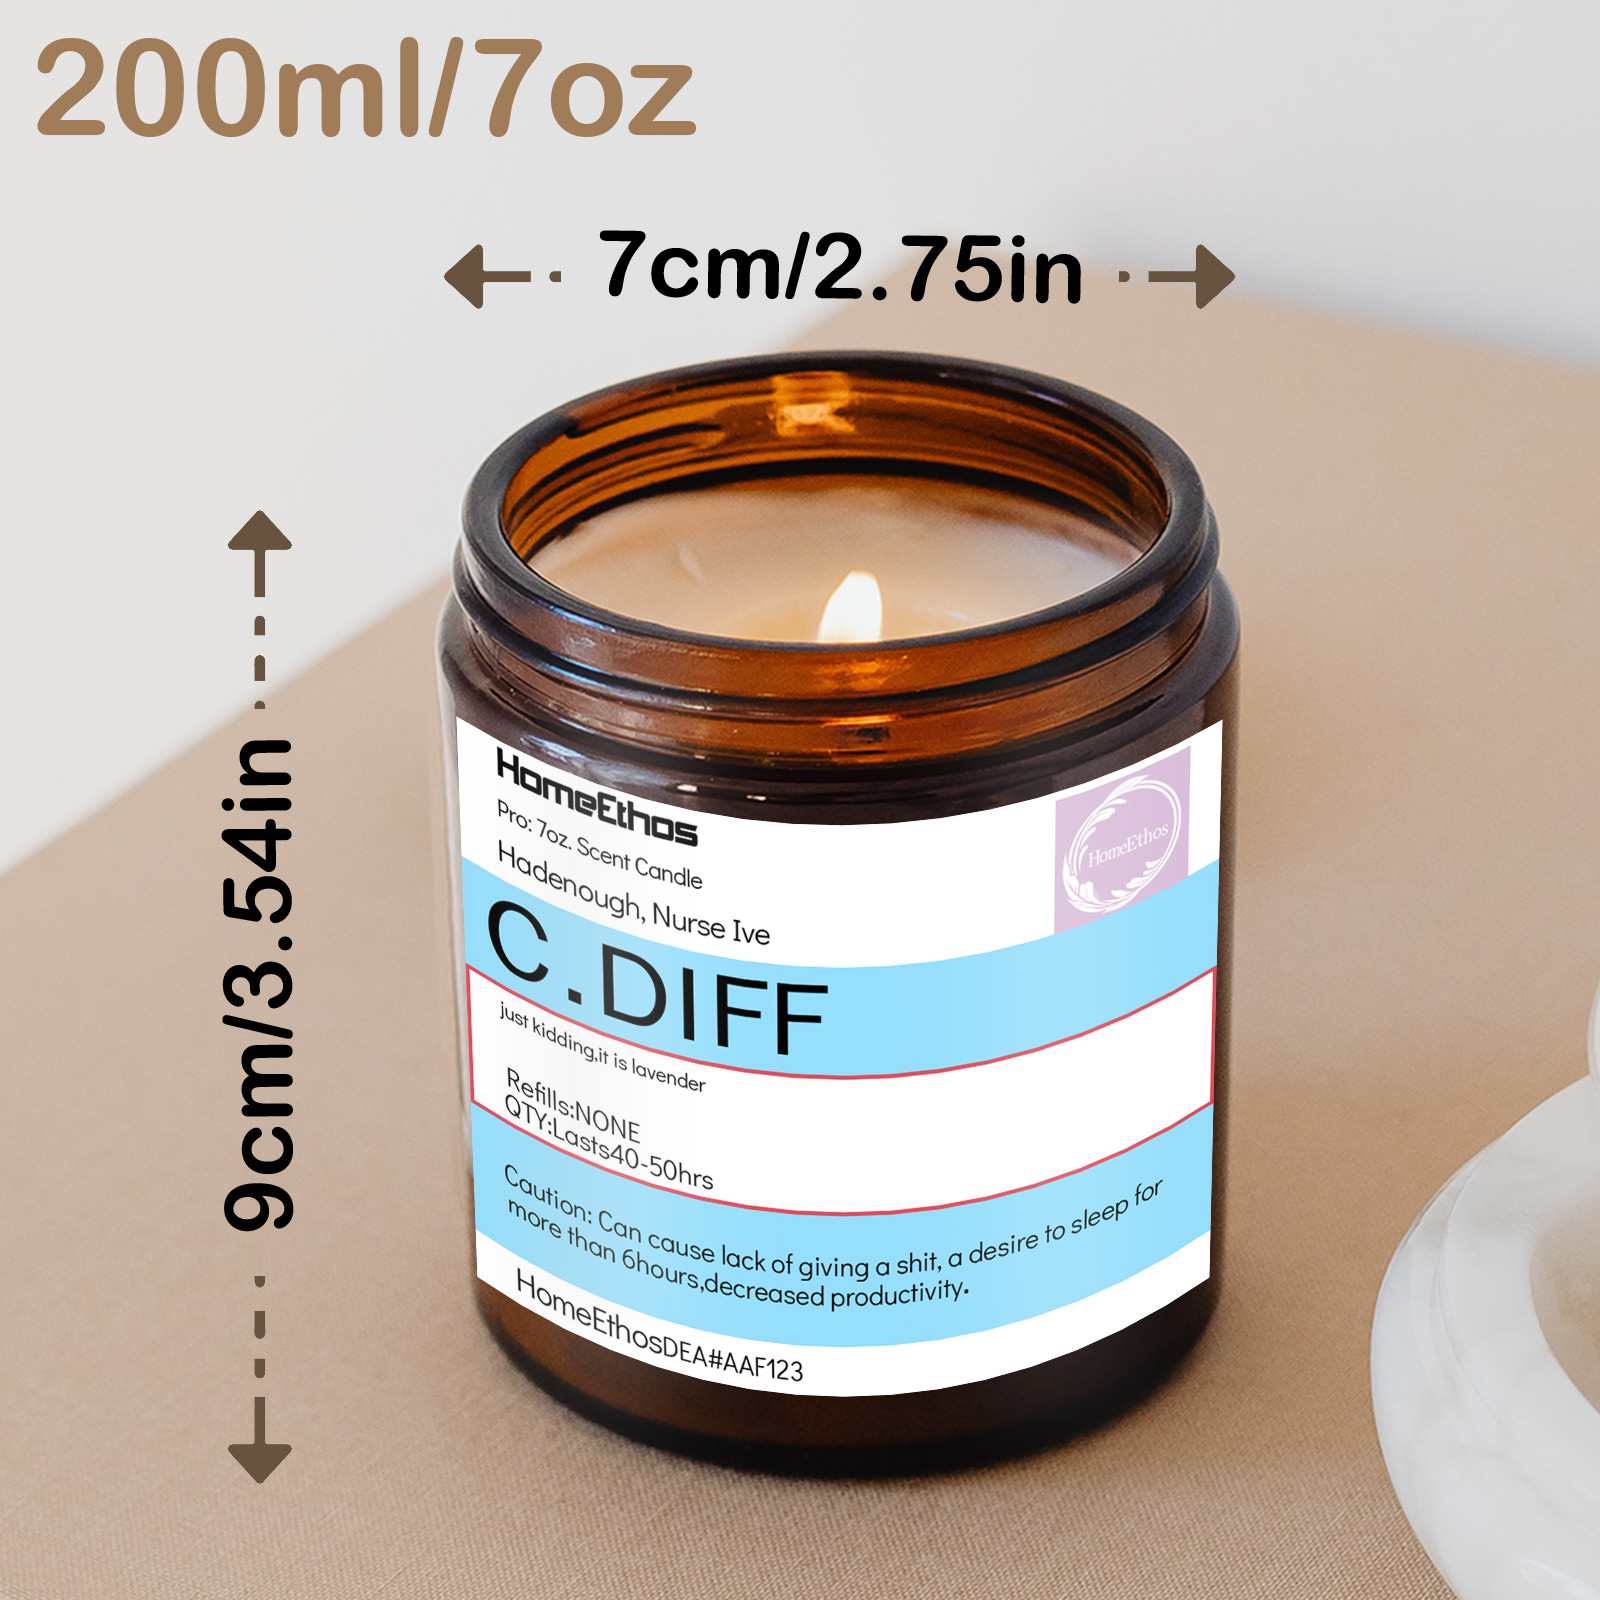 200ml/7oz
7cm/2.75in
9cm/3.54in
HomeEthos
Pro: 7oz. Scent Candle
Hadenough, Nurse Ive
HomeEthos
C.DIFF
just kidding,it is lavender
Refills:NONE
QTY:Lasts40-50hrs
Caution: Can cause lack of giving a shit, a desire to sleep for
more than 6hours,decreased productivity.
HomeEthosDEA#AAF123